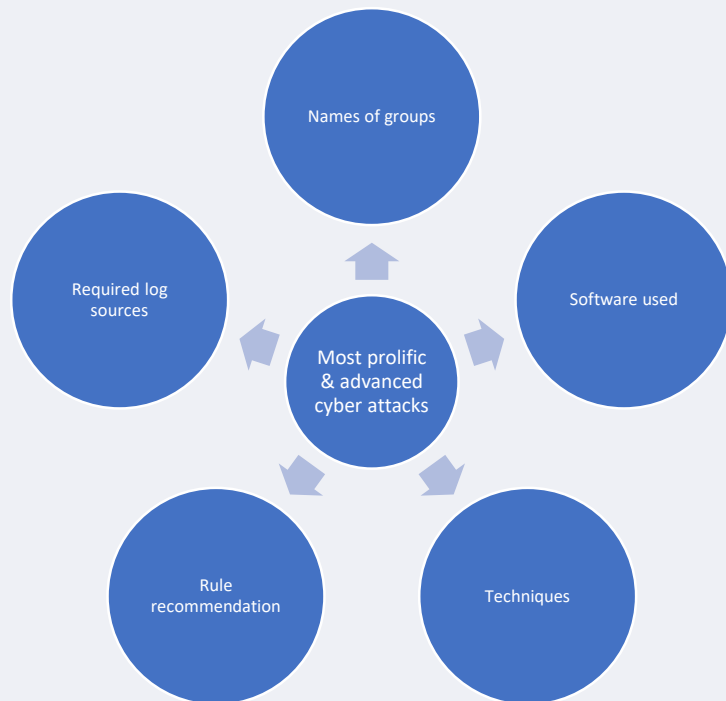 Names of groups
Required log
sources
Software used
Most prolific
& advanced
cyber attacks
Rule
recommendation
Techniques